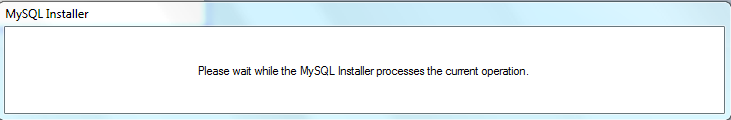 MySQL Installer
Please wait while the MySQL Installer processes the current operation.